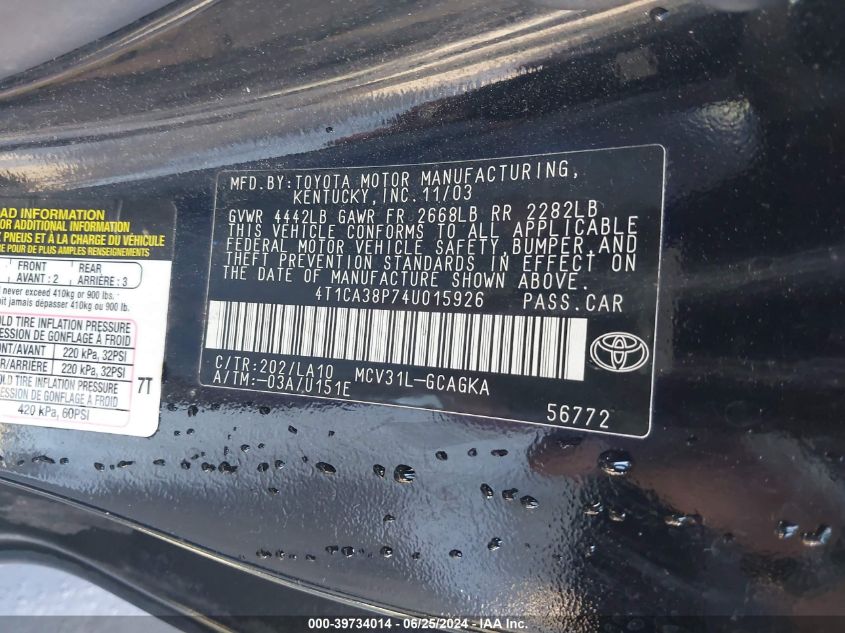 AD INFORMATION
R ADDITIONAL INFORMATION
PNEUS ET À LA CHARGE DU VÉHICULE
POUR DE PLUS AMPLES RENSEIGNEMENTS
FRONT REAR
AVANT : 2 ARRIÈRE : 3
never exceed 410kg or 900 lbs.
jamais dépasser 410kg or 900 lbs.
LD TIRE INFLATION PRESSURE
ESSION DE GONFLAGE À FROID
ONT/AVANT 220 kPa, 32PSI
AR/ARRIÈRE 220 kPa, 32PSI
COLD TIRE INFLATION PRESSURE
PRESSION DE GONFLAGE À FROID
420 kPa, 60PSI
7T
MFD.BY:TOYOTA MOTOR MANUFACTURING,
KENTUCKY, INC.11/03
GVWR 4442LB GAWR FR 2668LB RR 2282LB
THIS VEHICLE CONFORMS TO ALL APPLICABLE
FEDERAL MOTOR VEHICLE SAFETY, BUMPER, AND
THEFT PREVENTION STANDARDS IN EFFECT ON
THE DATE OF MANUFACTURE SHOWN ABOVE.
4T1CA38P74U015926 PASS.CAR
C/TR:202/LA10 MCV31L-GCAGKA
A/TM:-03A/U151E
56772
000-39734014 - 06/25/2024 - IAA Inc.